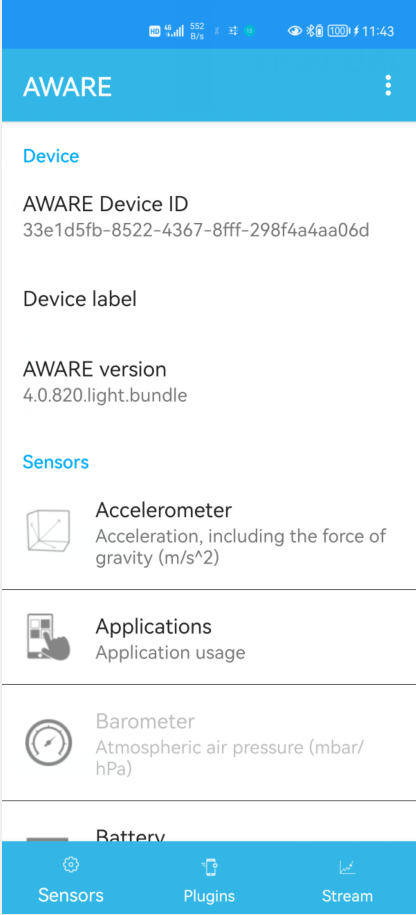 HD 4G 552 B/s 100 11:43
AWARE
Device
AWARE Device ID
33e1d5fb-8522-4367-8fff-298f4a4aa06d
Device label
AWARE version
4.0.820.light.bundle
Sensors
Accelerometer
Acceleration, including the force of
gravity (m/s^2)
Applications
Application usage
Barometer
Atmospheric air pressure (mbar/
hPa)
Battery
Sensors Plugins Stream